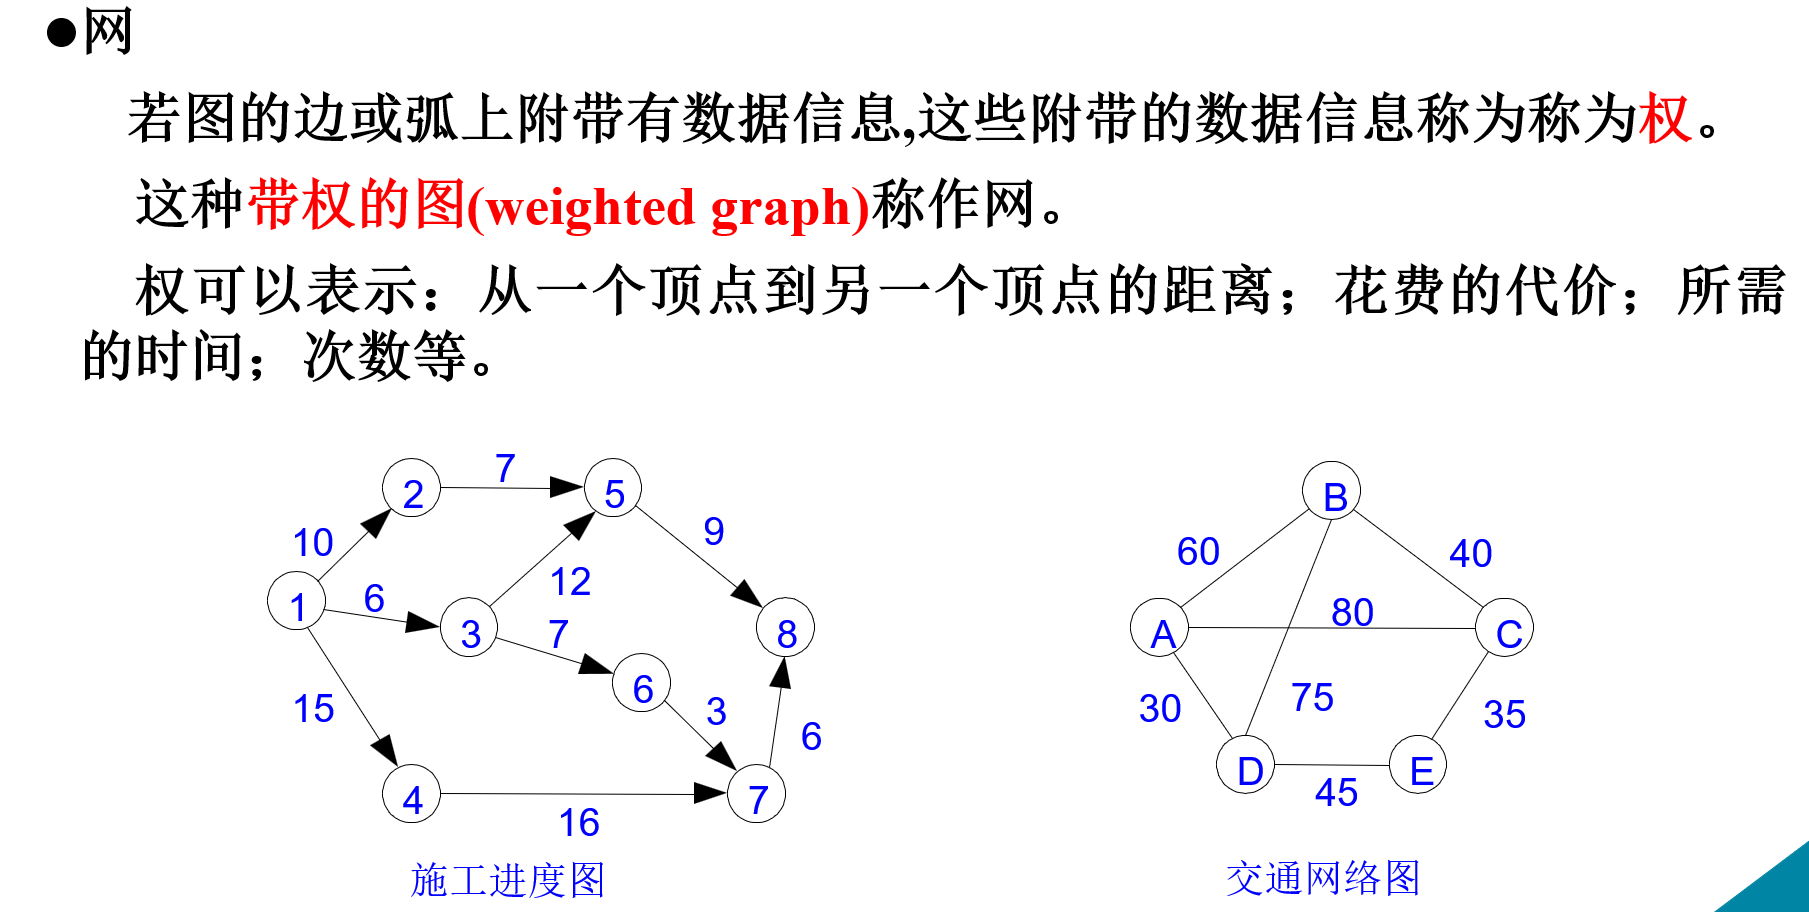 ●网
若图的边或弧上附带有数据信息,这些附带的数据信息称为称为权。
这种带权的图(weighted graph)称作网。
权可以表示：从一个顶点到另一个顶点的距离；花费的代价；所需
的时间；次数等。
7
2
5
B
10
9
60
40
12
1
6
80
3
7
8
A
C
6
15
3
75
30
35
6
4
7
D
E
16
45
施工进度图
交通网络图